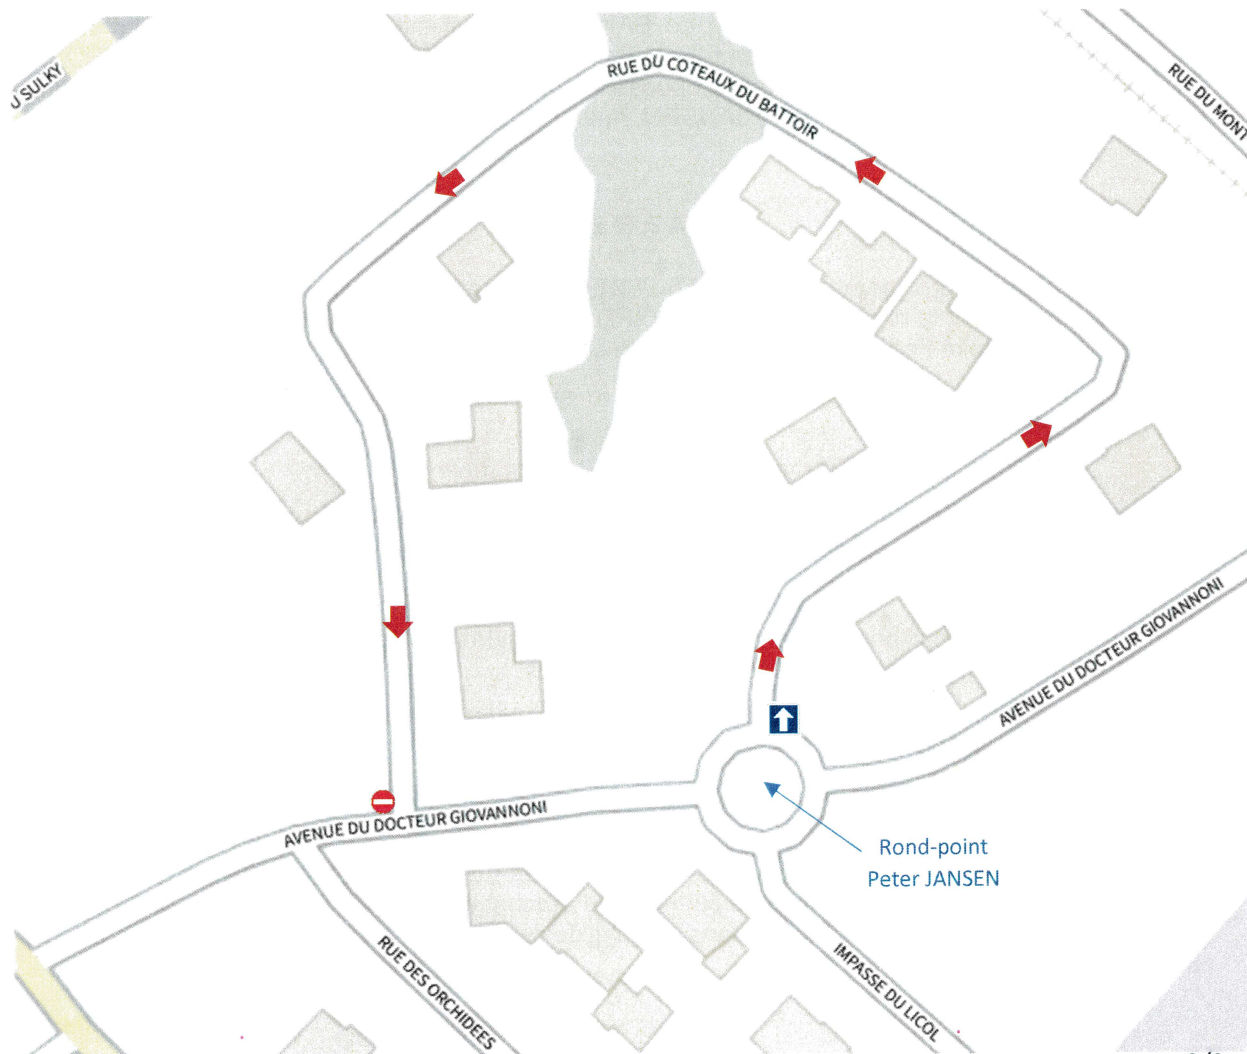 U SULKY
RUE DU COTEAUX DU BATTOIR
RUE DU MONT
AVENUE DU DOCTEUR GIOVANNONI
AVENUE DU DOCTEUR GIOVANNONI
Rond-point
Peter JANSEN
RUE DES ORCHIDEES
IMPASSE DU LICOL